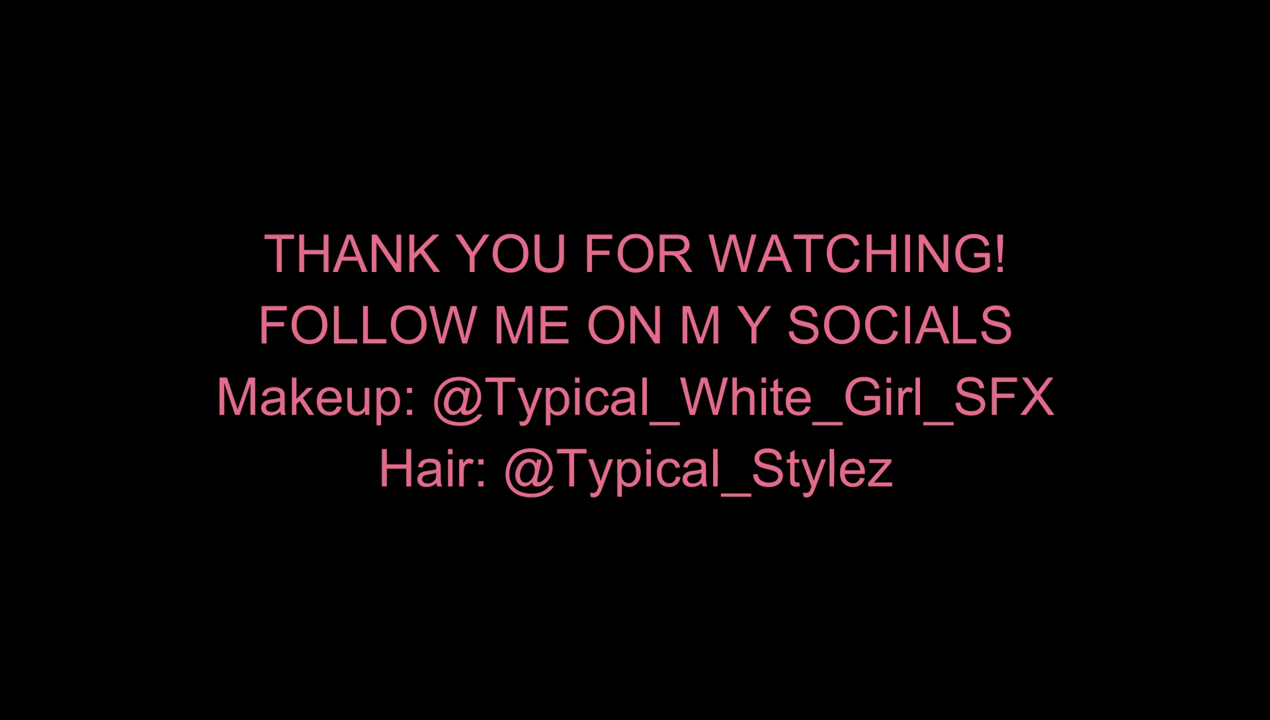 THANK YOU FOR WATCHING!
FOLLOW ME ON M Y SOCIALS
Makeup: @Typical_White_Girl_SFX
Hair: @Typical_Stylez